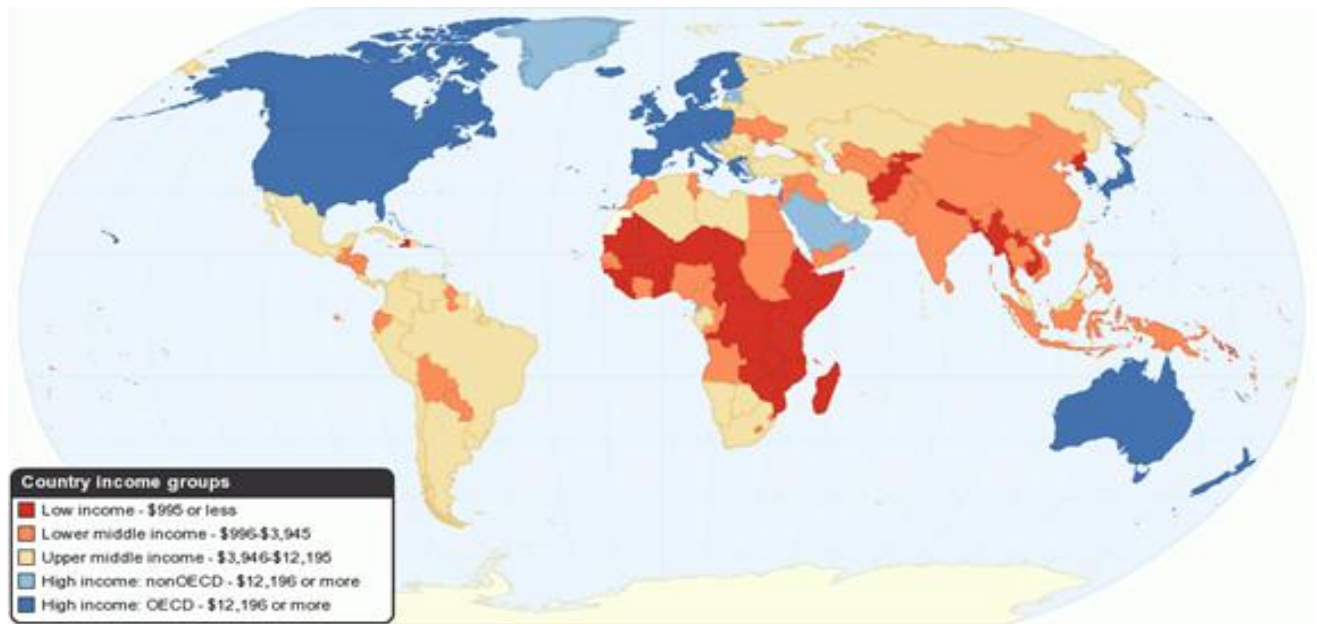 Country Income groups
Low income - $995 or less
Lower middle income - $996-$3,945
Upper middle income - $3,946-$12,195
High income: nonOECD - $12,196 or more
High income: OECD - $12,196 or more